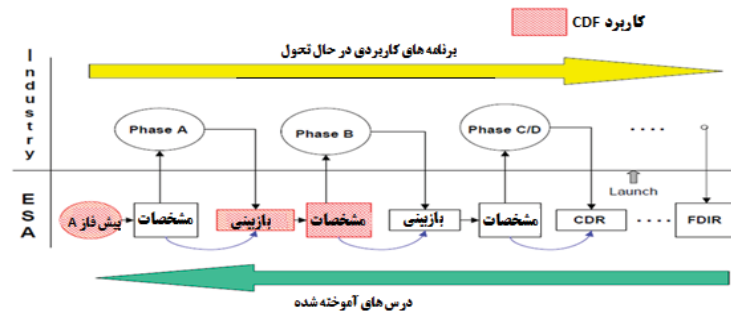 کاربرد CDF
برنامه های کاربردی در حال تحول
Industry
Phase A
Phase B
Phase C/D
....
Launch
ESA
پیش فاز A
مشخصات
بازبینی
مشخصات
بازبینی
مشخصات
CDR
....
FDIR
درس های آموخته شده